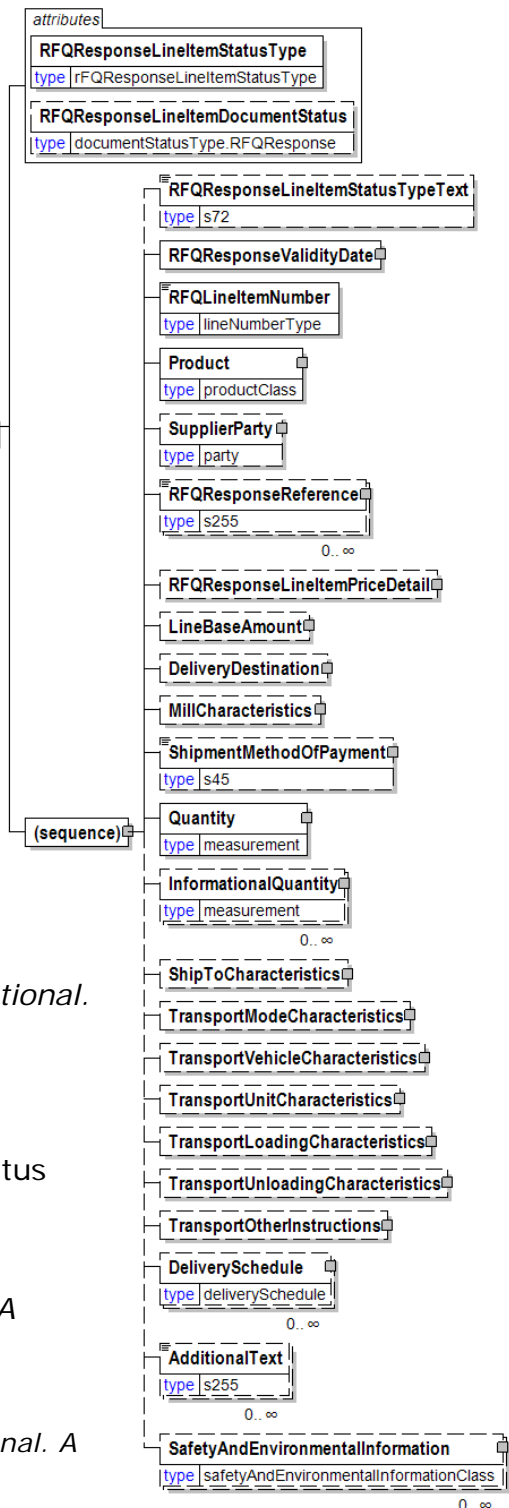 attributes
RFQResponseLineItemStatusType
type rFQResponseLineItemStatusType
RFQResponseLineItemDocumentStatus
type documentStatusType.RFQResponse
RFQResponseLineItemStatusTypeText
type s72
RFQResponseValidityDate
RFQLineItemNumber
type lineNumberType
Product
type productClass
SupplierParty
type party
RFQResponseReference
type s255
0.. ∞
RFQResponseLineItemPriceDetail
LineBaseAmount
DeliveryDestination
MillCharacteristics
ShipmentMethodOfPayment
type s45
(sequence)
Quantity
type measurement
InformationalQuantity
type measurement
0.. ∞
tional.
ShipToCharacteristics
TransportModeCharacteristics
TransportVehicleCharacteristics
TransportUnitCharacteristics
tus
TransportLoadingCharacteristics
TransportUnloadingCharacteristics
TransportOtherInstructions
DeliverySchedule
type deliverySchedule
A
0.. ∞
AdditionalText
type s255
0.. ∞
nal. A
SafetyAndEnvironmentalInformation
type safetyAndEnvironmentalInformationClass
0.. ∞